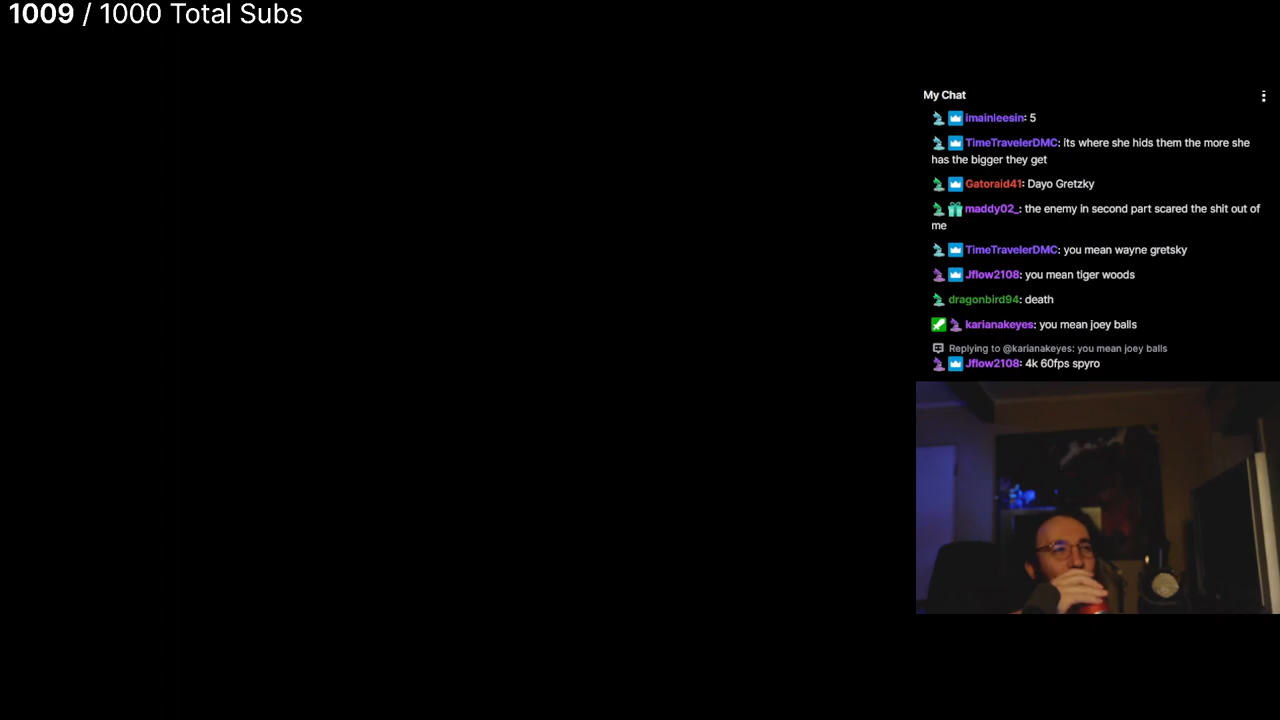 1009 / 1000 Total Subs
My Chat
imainleesin: 5
TimeTravelerDMC: its where she hids them the more she
has the bigger they get
Gatoraid41: Dayo Gretzky
maddy02_: the enemy in second part scared the shit out of
me
TimeTravelerDMC: you mean wayne gretsky
Jflow2108: you mean tiger woods
dragonbird94: death
karianakeyes: you mean joey balls
Replying to @karianakeyes: you mean joey balls
Jflow2108: 4k 60fps spyro